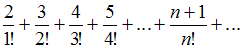 2/1! + 3/2! + 4/3! + 5/4! + ... + n+1/n! + ...